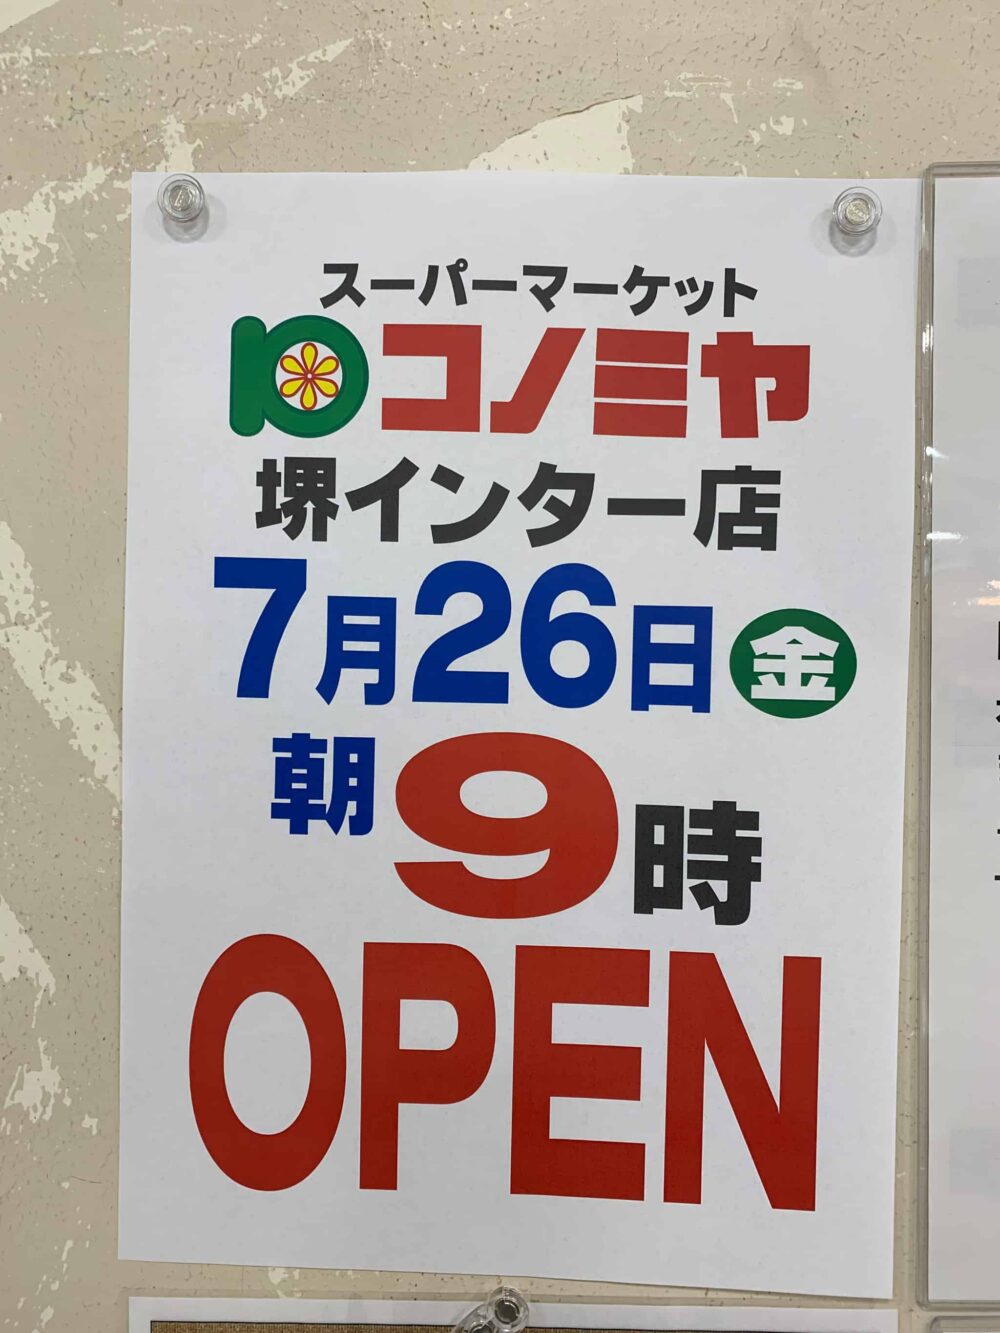 スーパーマーケット
コノミヤ
堺インター店
7月26日 金
朝9時
OPEN